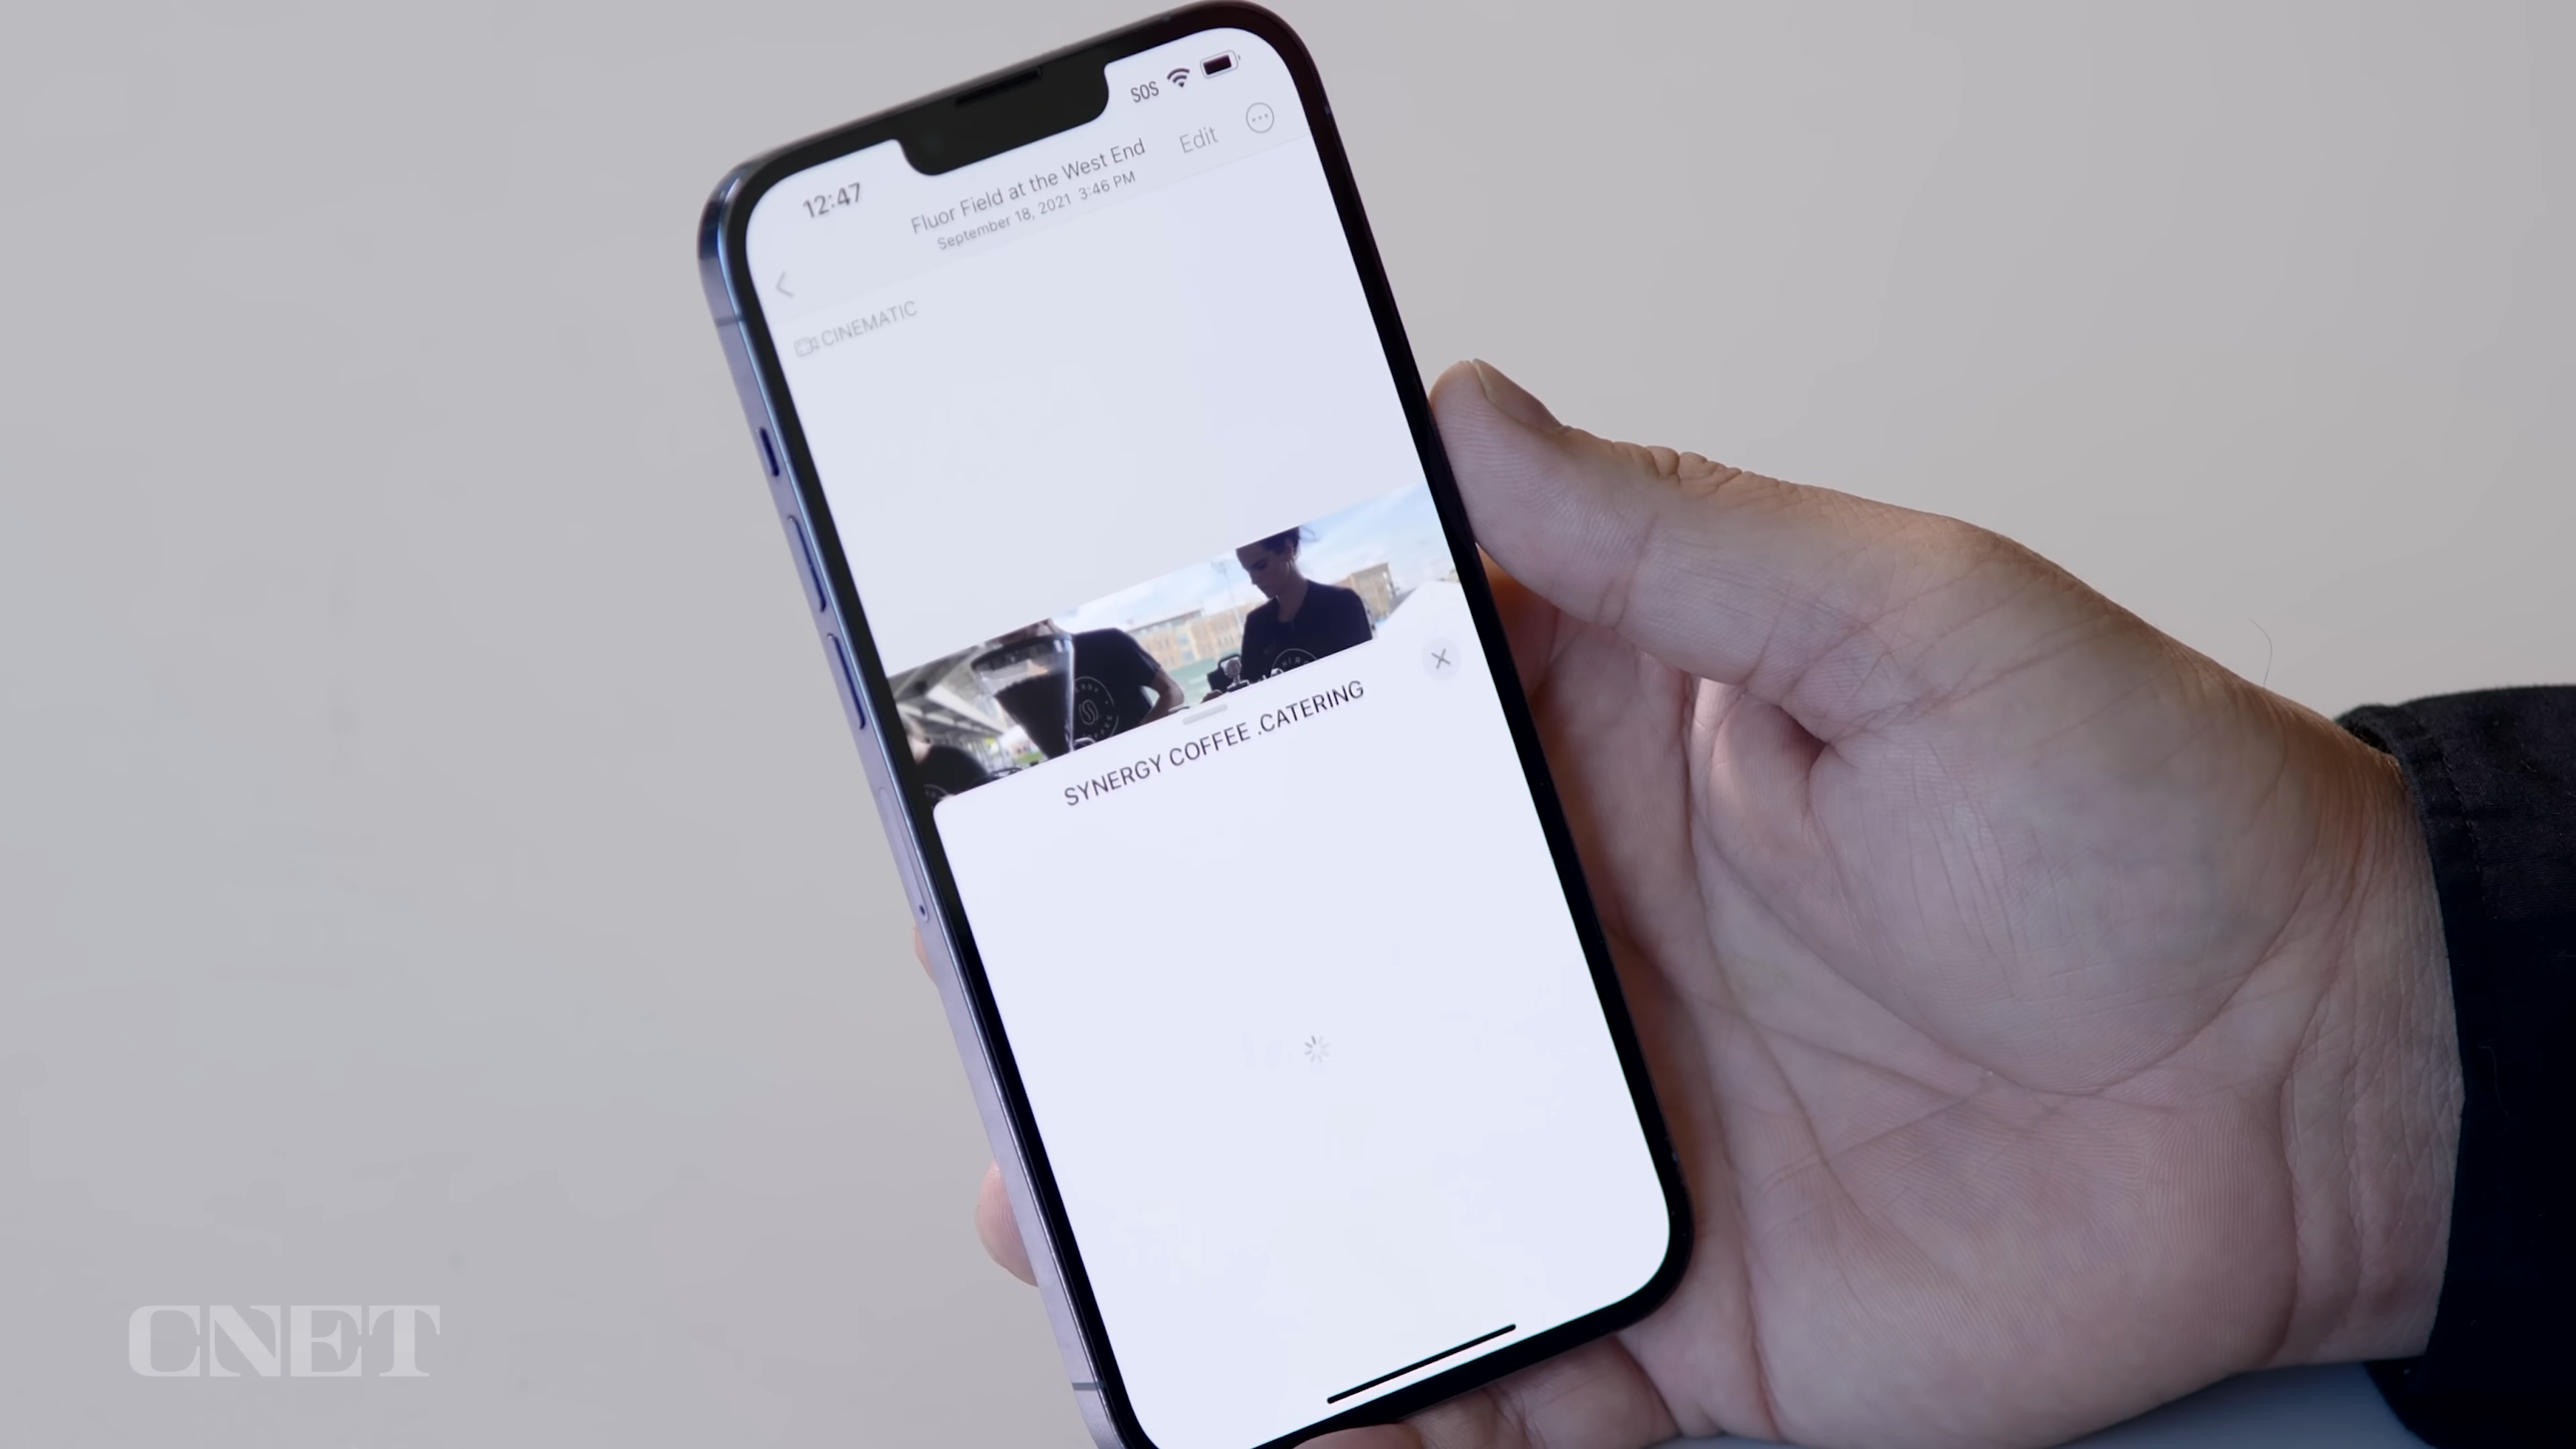 12:47
SOS
Fluor Field at the West End
September 18, 2021 3:46 PM
Edit
CINEMATIC
SYNERGY COFFEE .CATERING
CNET